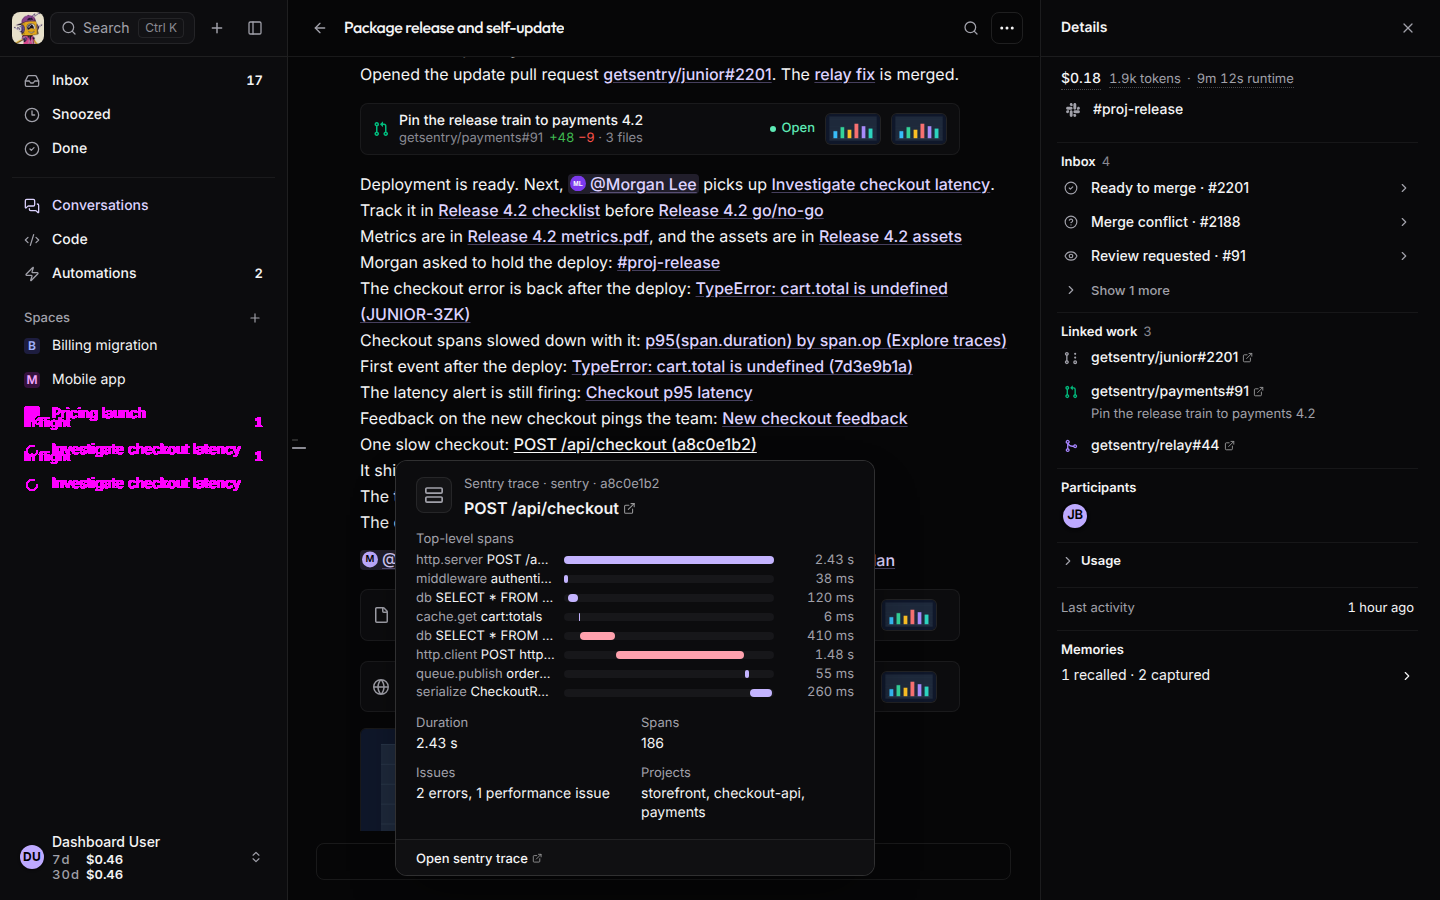 Search Ctrl K
Inbox 17
Snoozed
Done
Conversations
Code
Automations 2
Spaces
B Billing migration
M Mobile app
Pricing launch
In flight 1
Investigate checkout latency
In flight 1
Investigate checkout latency
DU Dashboard User
7d $0.46
30d $0.46
Package release and self-update
Opened the update pull request getsentry/junior#2201. The relay fix is merged.
Pin the release train to payments 4.2
getsentry/payments#91 +48 −9 · 3 files
Open
Deployment is ready. Next, ML @Morgan Lee picks up Investigate checkout latency.
Track it in Release 4.2 checklist before Release 4.2 go/no-go
Metrics are in Release 4.2 metrics.pdf, and the assets are in Release 4.2 assets
Morgan asked to hold the deploy: #proj-release
The checkout error is back after the deploy: TypeError: cart.total is undefined
(JUNIOR-3ZK)
Checkout spans slowed down with it: p95(span.duration) by span.op (Explore traces)
First event after the deploy: TypeError: cart.total is undefined (7d3e9b1a)
The latency alert is still firing: Checkout p95 latency
Feedback on the new checkout pings the team: New checkout feedback
One slow checkout: POST /api/checkout (a8c0e1b2)
It shi
The
The
M @
lan
Sentry trace · sentry · a8c0e1b2
POST /api/checkout
Top-level spans
http.server POST /a... 2.43 s
middleware authenti... 38 ms
db SELECT * FROM ... 120 ms
cache.get cart:totals 6 ms
db SELECT * FROM ... 410 ms
http.client POST http... 1.48 s
queue.publish order... 55 ms
serialize CheckoutR... 260 ms
Duration Spans
2.43 s 186
Issues Projects
2 errors, 1 performance issue storefront, checkout-api,
payments
Open sentry trace
Details
$0.18 1.9k tokens · 9m 12s runtime
#proj-release
Inbox 4
Ready to merge · #2201
Merge conflict · #2188
Review requested · #91
Show 1 more
Linked work 3
getsentry/junior#2201
getsentry/payments#91
Pin the release train to payments 4.2
getsentry/relay#44
Participants
JB
Usage
Last activity 1 hour ago
Memories
1 recalled · 2 captured